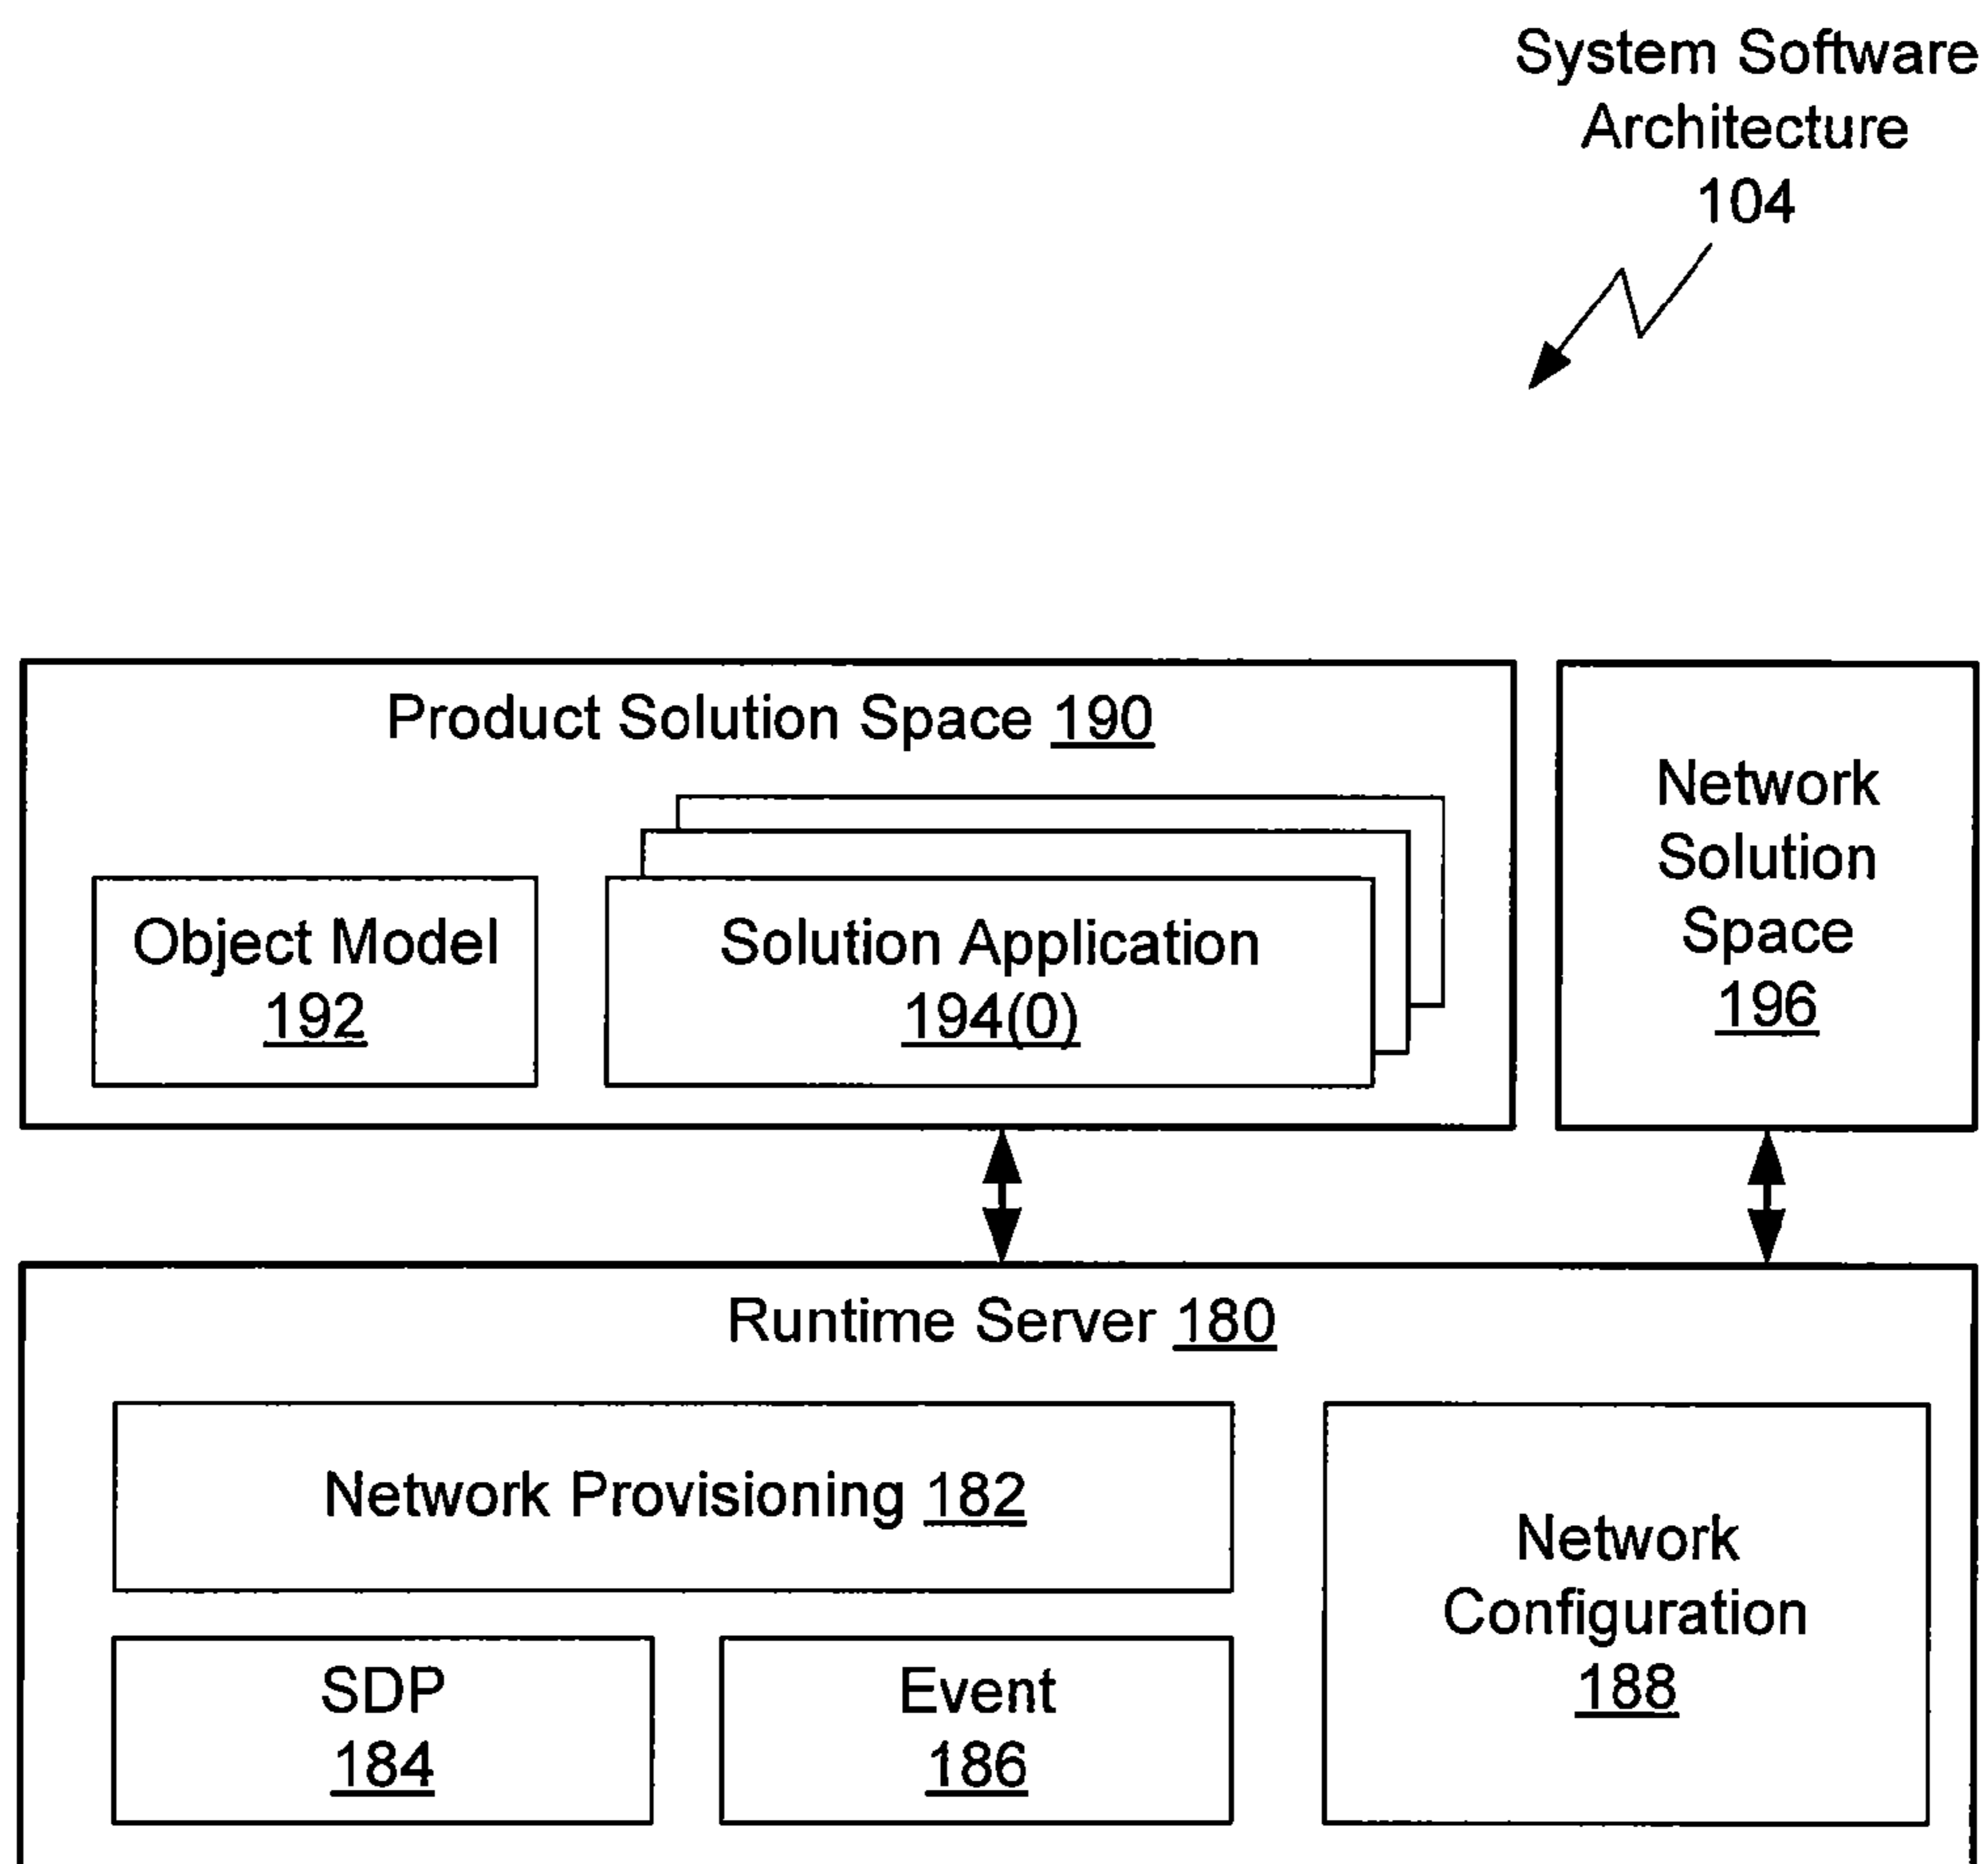 System Software
Architecture
104
Product Solution Space 190
Object Model
192
Solution Application
194(0)
Network
Solution
Space
196
Runtime Server 180
Network Provisioning 182
SDP
184
Event
186
Network
Configuration
188